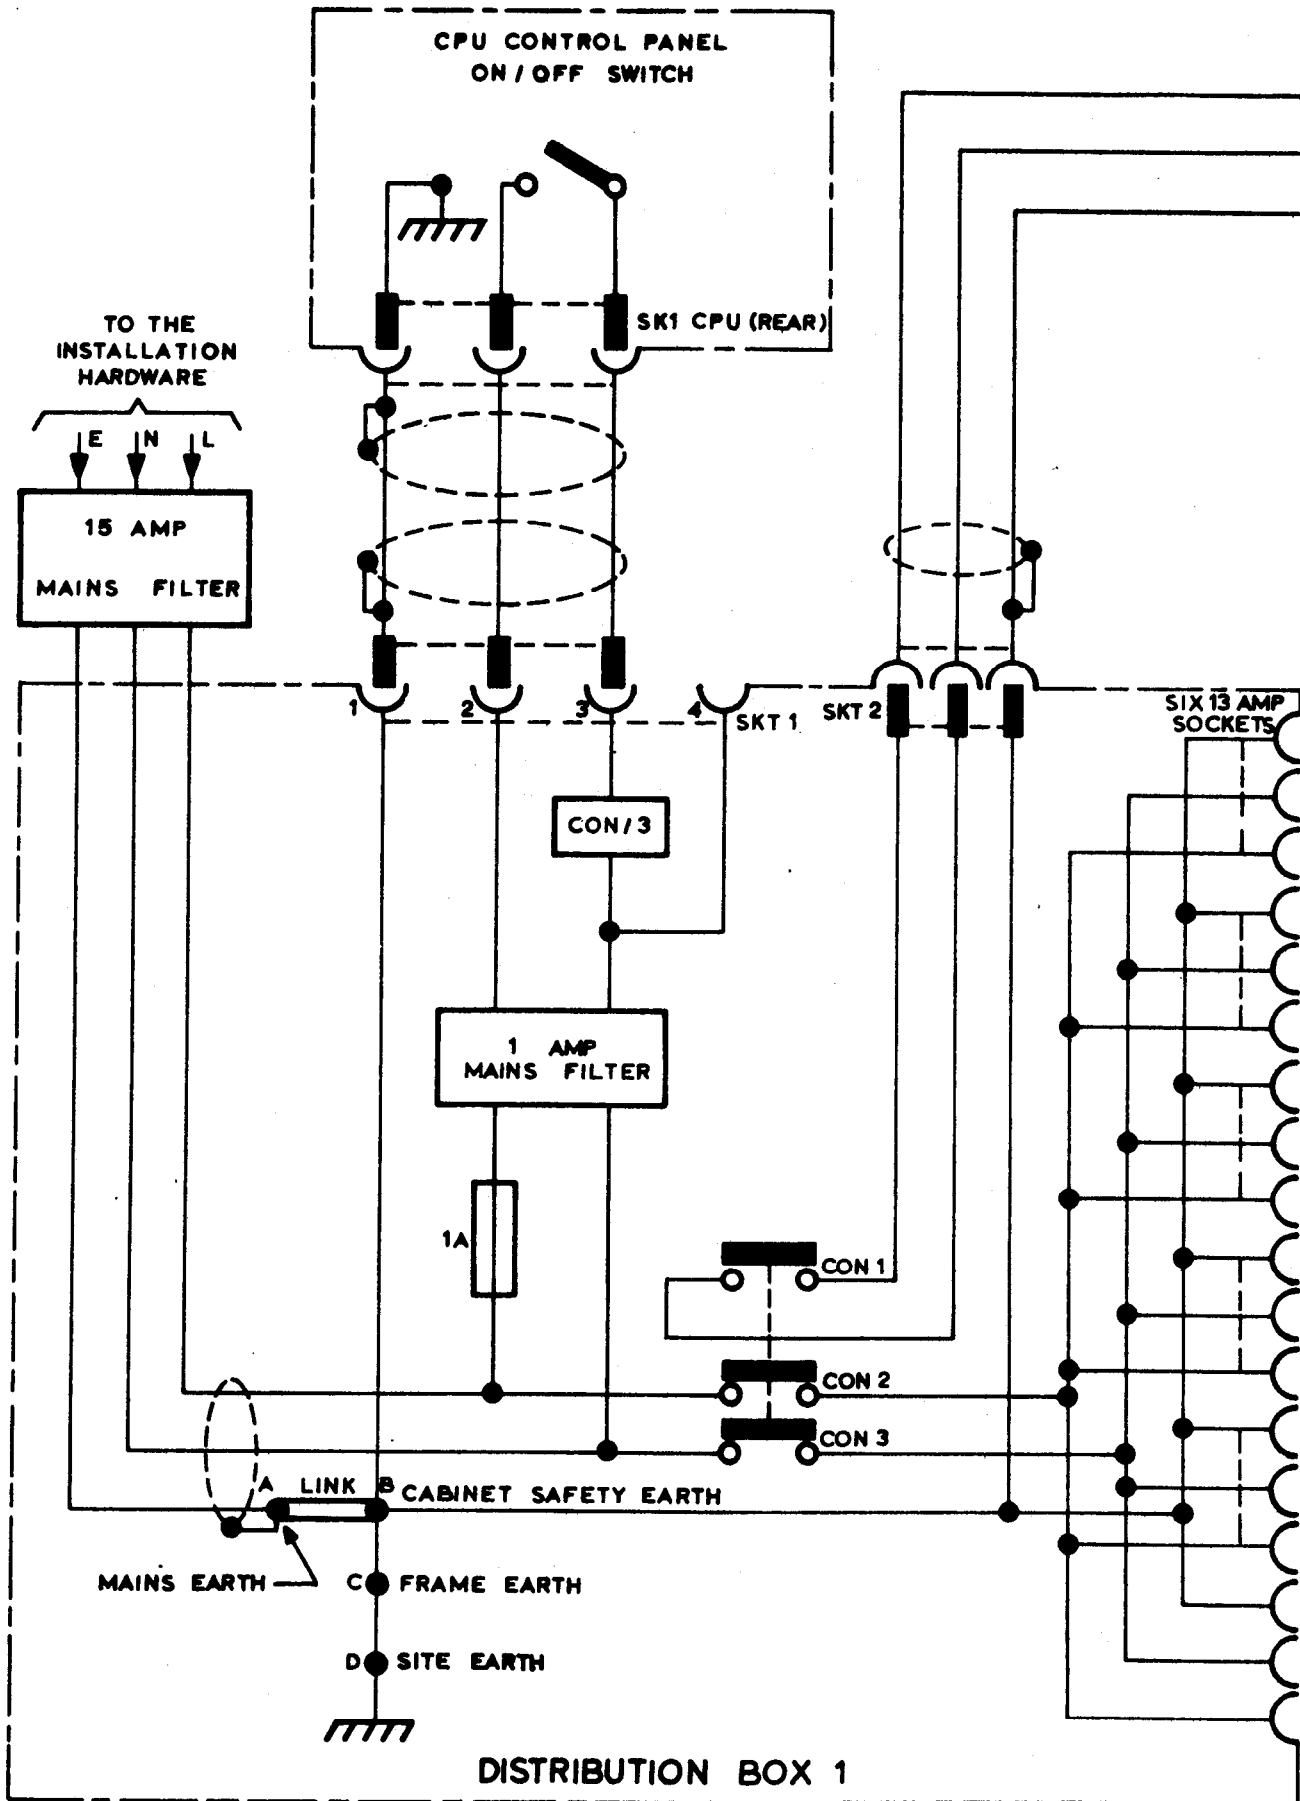 CPU CONTROL PANEL
ON / OFF SWITCH
SK1 CPU (REAR)
TO THE
INSTALLATION
HARDWARE
E N L
15 AMP
MAINS FILTER
1 2 3 4 SKT 1
SKT 2
SIX 13 AMP
SOCKETS
CON / 3
1 AMP
MAINS FILTER
1A
CON 1
CON 2
CON 3
A LINK B CABINET SAFETY EARTH
MAINS EARTH
C FRAME EARTH
D SITE EARTH
DISTRIBUTION BOX 1